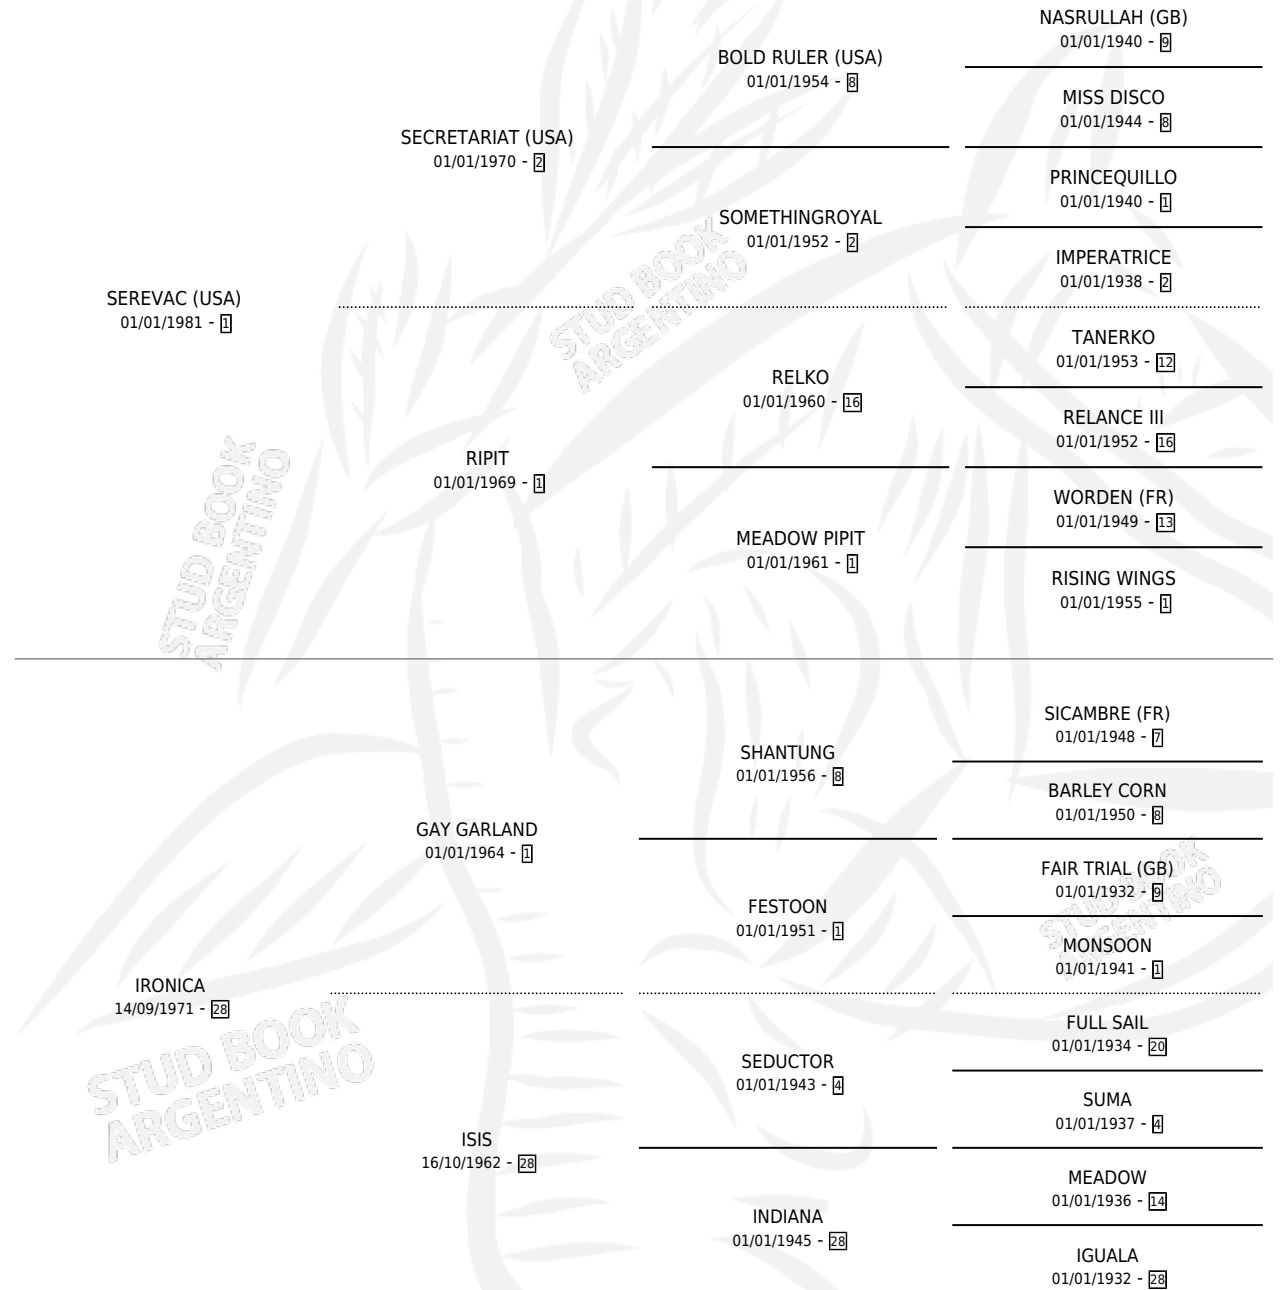 NASRULLAH (GB)
01/01/1940 - 9
BOLD RULER (USA)
01/01/1954 - 8
MISS DISCO
01/01/1944 - 8
SECRETARIAT (USA)
01/01/1970 - 2
PRINCEQUILLO
01/01/1940 - 1
SOMETHINGROYAL
01/01/1952 - 2
IMPERATRICE
01/01/1938 - 2
SEREVAC (USA)
01/01/1981 - 1
TANERKO
01/01/1953 - 12
RELKO
01/01/1960 - 16
RELANCE III
01/01/1952 - 16
RIPIT
01/01/1969 - 1
WORDEN (FR)
01/01/1949 - 13
MEADOW PIPIT
01/01/1961 - 1
RISING WINGS
01/01/1955 - 1
SICAMBRE (FR)
01/01/1948 - 7
SHANTUNG
01/01/1956 - 8
BARLEY CORN
01/01/1950 - 8
GAY GARLAND
01/01/1964 - 1
FAIR TRIAL (GB)
01/01/1932 - 9
FESTOON
01/01/1951 - 1
MONSOON
01/01/1941 - 1
IRONICA
14/09/1971 - 28
FULL SAIL
01/01/1934 - 20
SEDUCTOR
01/01/1943 - 4
SUMA
01/01/1937 - 4
ISIS
16/10/1962 - 28
MEADOW
01/01/1936 - 14
INDIANA
01/01/1945 - 28
IGUALA
01/01/1932 - 28
STUD BOOK
ARGENTINO
STUD BOOK
ARGENTINO
STUD BOOK
ARGENTINO
STUD BOOK
ARGENTINO